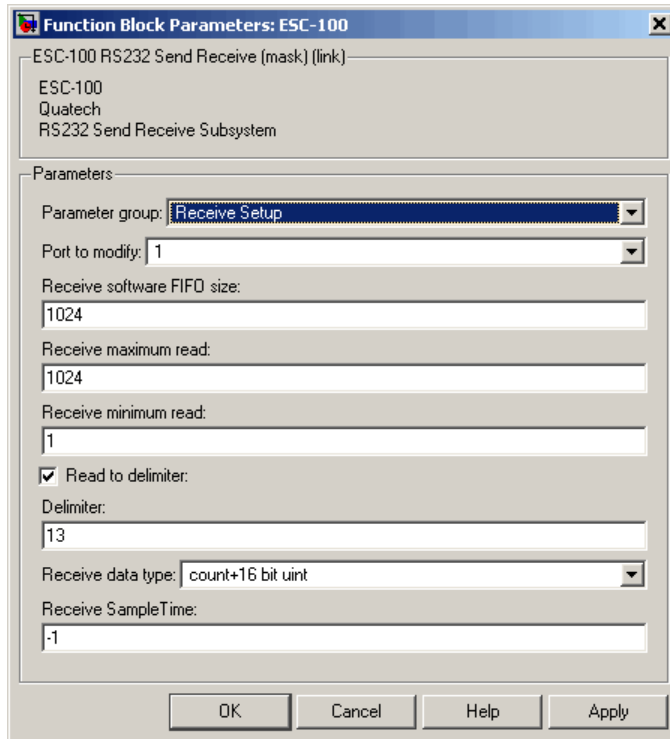 Function Block Parameters: ESC-100
ESC-100 RS232 Send Receive (mask) (link)
ESC-100
Quatech
RS232 Send Receive Subsystem
Parameters
Parameter group: Receive Setup
Port to modify: 1
Receive software FIFO size:
1024
Receive maximum read:
1024
Receive minimum read:
1
Read to delimiter:
Delimiter:
13
Receive data type: count+16 bit uint
Receive SampleTime:
-1
OK Cancel Help Apply